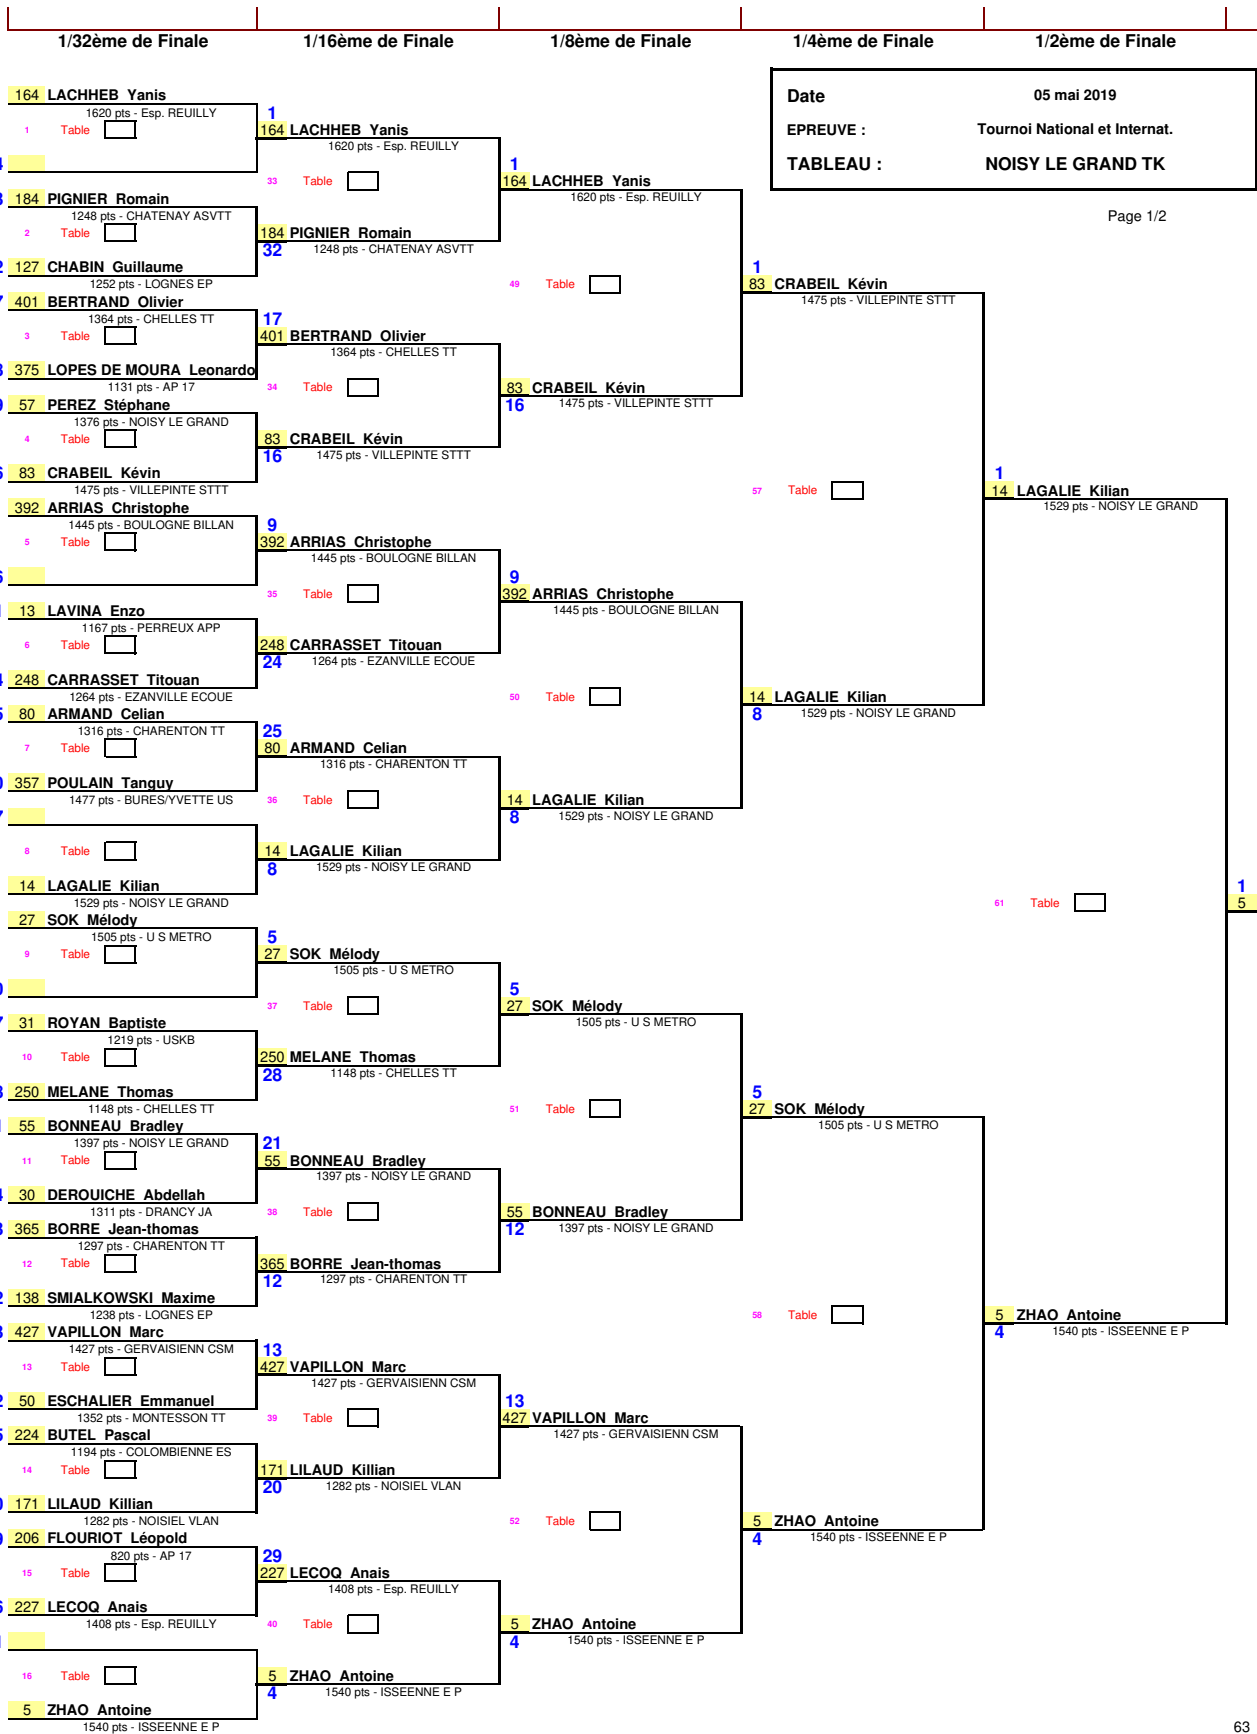 1/32ème de Finale 1/16ème de Finale 1/8ème de Finale 1/4ème de Finale 1/2ème de Finale
Date 05 mai 2019
EPREUVE : Tournoi National et Internat.
TABLEAU : NOISY LE GRAND TK
Page 1/2
164 LACHHEB Yanis
1620 pts - Esp. REUILLY
1 Table
184 PIGNIER Romain
1248 pts - CHATENAY ASVTT
2 Table
127 CHABIN Guillaume
1252 pts - LOGNES EP
401 BERTRAND Olivier
1364 pts - CHELLES TT
3 Table
375 LOPES DE MOURA Leonardo
1131 pts - AP 17
57 PEREZ Stéphane
1376 pts - NOISY LE GRAND
4 Table
83 CRABEIL Kévin
1475 pts - VILLEPINTE STTT
392 ARRIAS Christophe
1445 pts - BOULOGNE BILLAN
5 Table
13 LAVINA Enzo
1167 pts - PERREUX APP
6 Table
248 CARRASSET Titouan
1264 pts - EZANVILLE ECOUE
80 ARMAND Celian
1316 pts - CHARENTON TT
7 Table
357 POULAIN Tanguy
1477 pts - BURES/YVETTE US
8 Table
14 LAGALIE Kilian
1529 pts - NOISY LE GRAND
27 SOK Mélody
1505 pts - U S METRO
9 Table
31 ROYAN Baptiste
1219 pts - USKB
10 Table
250 MELANE Thomas
1148 pts - CHELLES TT
55 BONNEAU Bradley
1397 pts - NOISY LE GRAND
11 Table
30 DEROUICHE Abdellah
1311 pts - DRANCY JA
365 BORRE Jean-thomas
1297 pts - CHARENTON TT
12 Table
138 SMIALKOWSKI Maxime
1238 pts - LOGNES EP
427 VAPILLON Marc
1427 pts - GERVAISIENN CSM
13 Table
50 ESCHALIER Emmanuel
1352 pts - MONTESSON TT
224 BUTEL Pascal
1194 pts - COLOMBIENNE ES
14 Table
171 LILAUD Killian
1282 pts - NOISIEL VLAN
206 FLOURIOT Léopold
820 pts - AP 17
15 Table
227 LECOQ Anais
1408 pts - Esp. REUILLY
16 Table
5 ZHAO Antoine
1540 pts - ISSEENNE E P
1
164 LACHHEB Yanis
1620 pts - Esp. REUILLY
33 Table
184 PIGNIER Romain
32 1248 pts - CHATENAY ASVTT
17
401 BERTRAND Olivier
1364 pts - CHELLES TT
34 Table
83 CRABEIL Kévin
16 1475 pts - VILLEPINTE STTT
9
392 ARRIAS Christophe
1445 pts - BOULOGNE BILLAN
35 Table
248 CARRASSET Titouan
24 1264 pts - EZANVILLE ECOUE
25
80 ARMAND Celian
1316 pts - CHARENTON TT
36 Table
14 LAGALIE Kilian
8 1529 pts - NOISY LE GRAND
5
27 SOK Mélody
1505 pts - U S METRO
37 Table
250 MELANE Thomas
28 1148 pts - CHELLES TT
21
55 BONNEAU Bradley
1397 pts - NOISY LE GRAND
38 Table
365 BORRE Jean-thomas
12 1297 pts - CHARENTON TT
13
427 VAPILLON Marc
1427 pts - GERVAISIENN CSM
39 Table
171 LILAUD Killian
20 1282 pts - NOISIEL VLAN
29
227 LECOQ Anais
1408 pts - Esp. REUILLY
40 Table
5 ZHAO Antoine
4 1540 pts - ISSEENNE E P
1
164 LACHHEB Yanis
1620 pts - Esp. REUILLY
49 Table
83 CRABEIL Kévin
16 1475 pts - VILLEPINTE STTT
9
392 ARRIAS Christophe
1445 pts - BOULOGNE BILLAN
50 Table
14 LAGALIE Kilian
8 1529 pts - NOISY LE GRAND
5
27 SOK Mélody
1505 pts - U S METRO
51 Table
55 BONNEAU Bradley
12 1397 pts - NOISY LE GRAND
13
427 VAPILLON Marc
1427 pts - GERVAISIENN CSM
52 Table
5 ZHAO Antoine
4 1540 pts - ISSEENNE E P
1
83 CRABEIL Kévin
1475 pts - VILLEPINTE STTT
57 Table
14 LAGALIE Kilian
8 1529 pts - NOISY LE GRAND
5
27 SOK Mélody
1505 pts - U S METRO
58 Table
5 ZHAO Antoine
4 1540 pts - ISSEENNE E P
1
14 LAGALIE Kilian
1529 pts - NOISY LE GRAND
61 Table
5 ZHAO Antoine
4 1540 pts - ISSEENNE E P
1
5
63